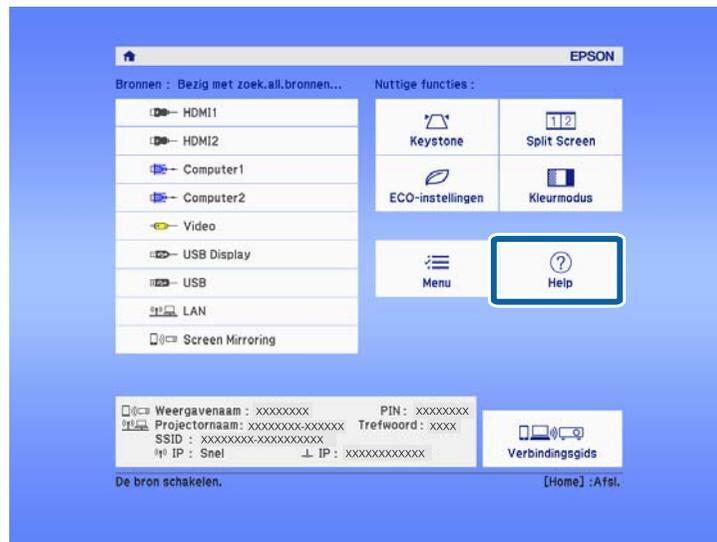 EPSON
Bronnen : Bezig met zoek.all.bronnen...
Nuttige functies :
HDMI1
HDMI2
Computer1
Computer2
Video
USB Display
USB
LAN
Screen Mirroring
Keystone
1 2
Split Screen
ECO-instellingen
Kleurmodus
Menu
?
Help
Weergavenaam : XXXXXXXX PIN : XXXXXXXX
Projectornaam: XXXXXXXX-XXXXXX Trefwoord : XXXX
SSID : XXXXXXXX-XXXXXXXXXX
IP : Snel IP : XXXXXXXXXXXX
Verbindingsgids
De bron schakelen.
[Home] :Afsl.